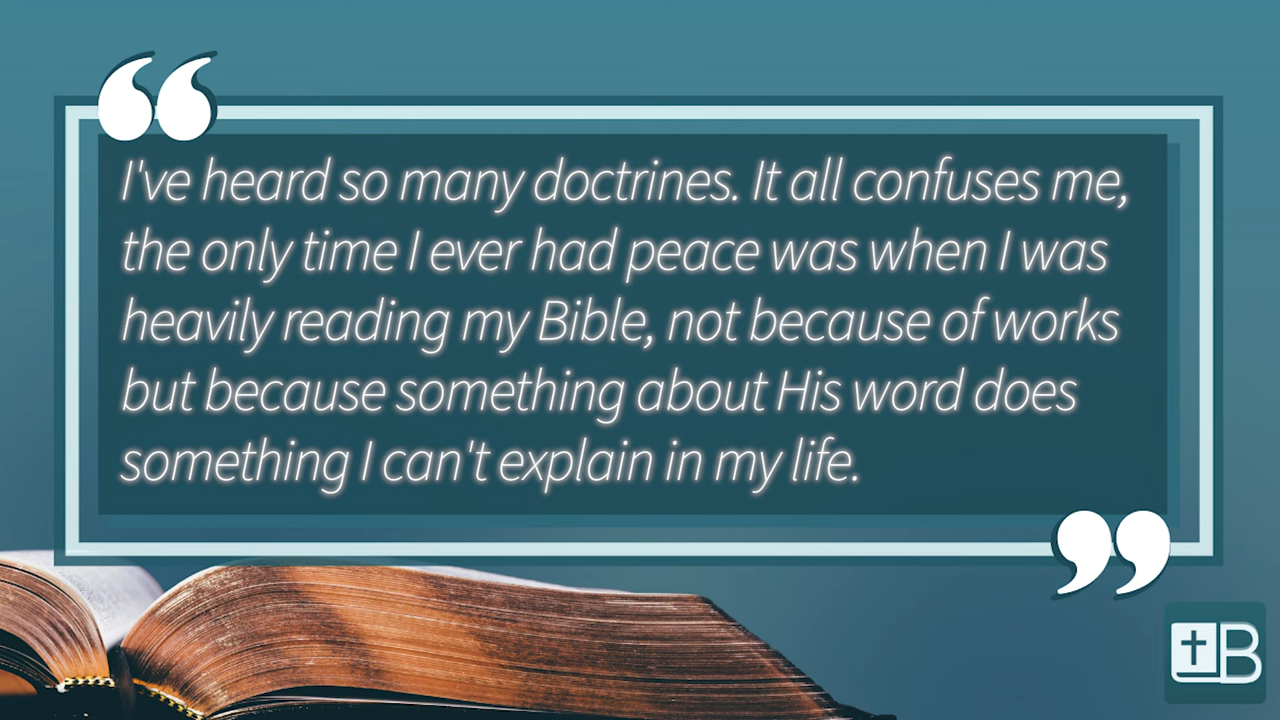 I've heard so many doctrines. It all confuses me,
the only time I ever had peace was when I was
heavily reading my Bible, not because of works
but because something about His word does
something I can't explain in my life.
B